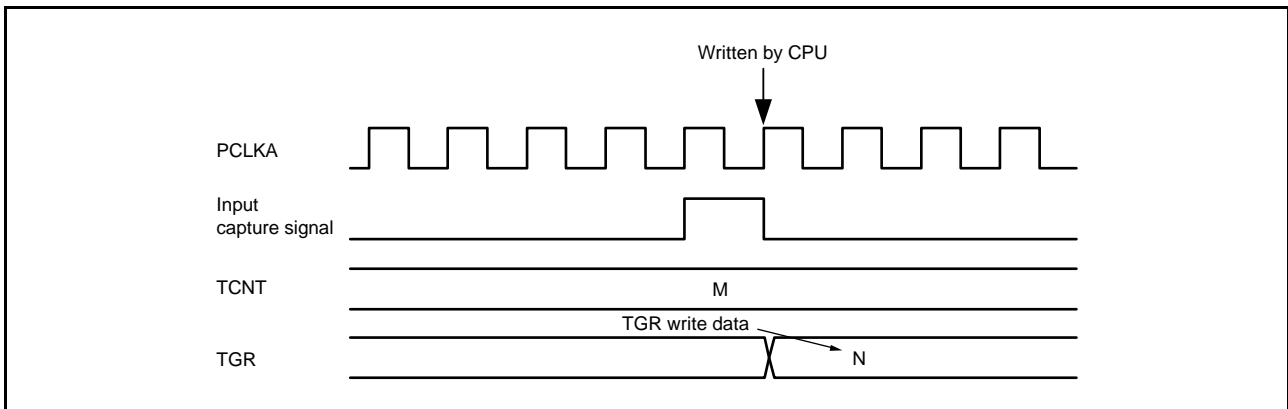 Written by CPU
PCLKA
Input
capture signal
TCNT
M
TGR write data
TGR
N